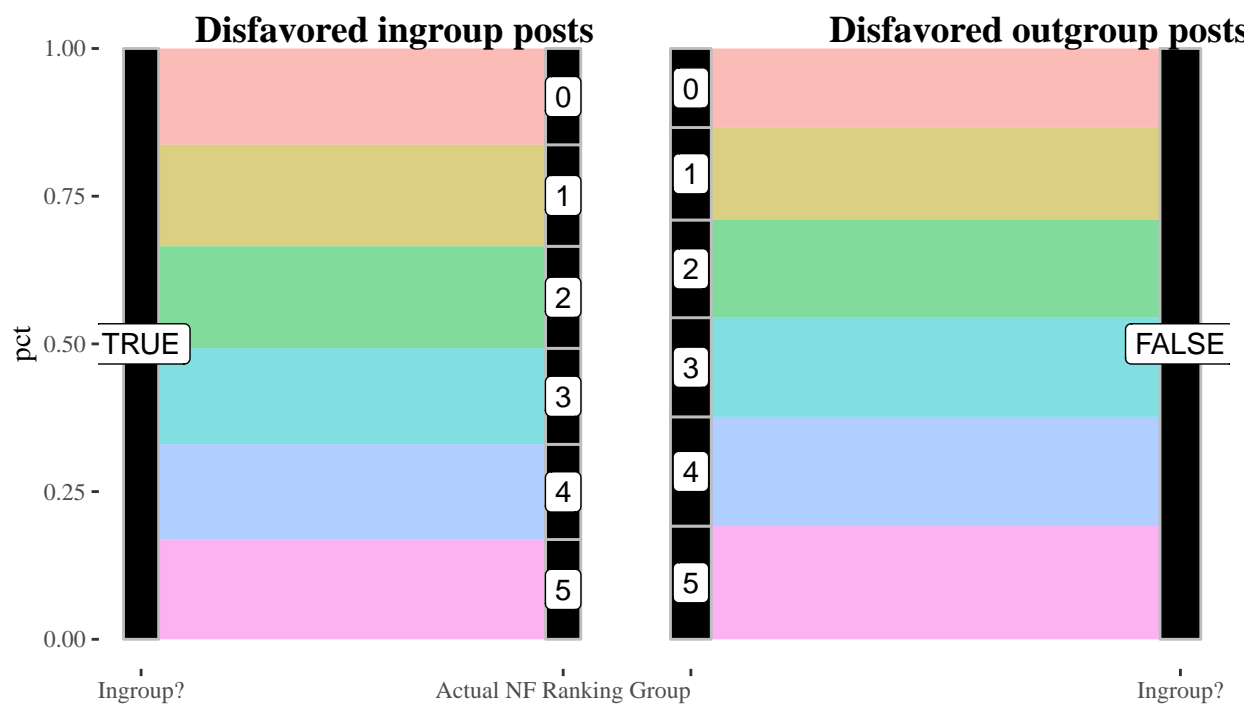 Disfavored ingroup posts
Disfavored outgroup posts
pct
1.00
0.75
0.50
0.25
0.00
TRUE
0
1
2
3
4
5
0
1
2
3
4
5
FALSE
Ingroup?
Actual NF Ranking Group
Ingroup?